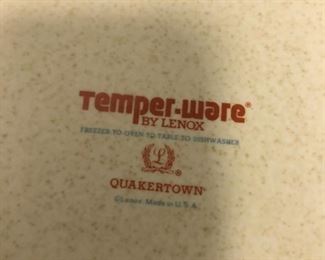 Temper-ware®
BY LENOX
FREEZER-TO-OVEN-TO-TABLE-TO-DISHWASHER
L
®
QUAKERTOWN
©Lenox Made in U.S.A.